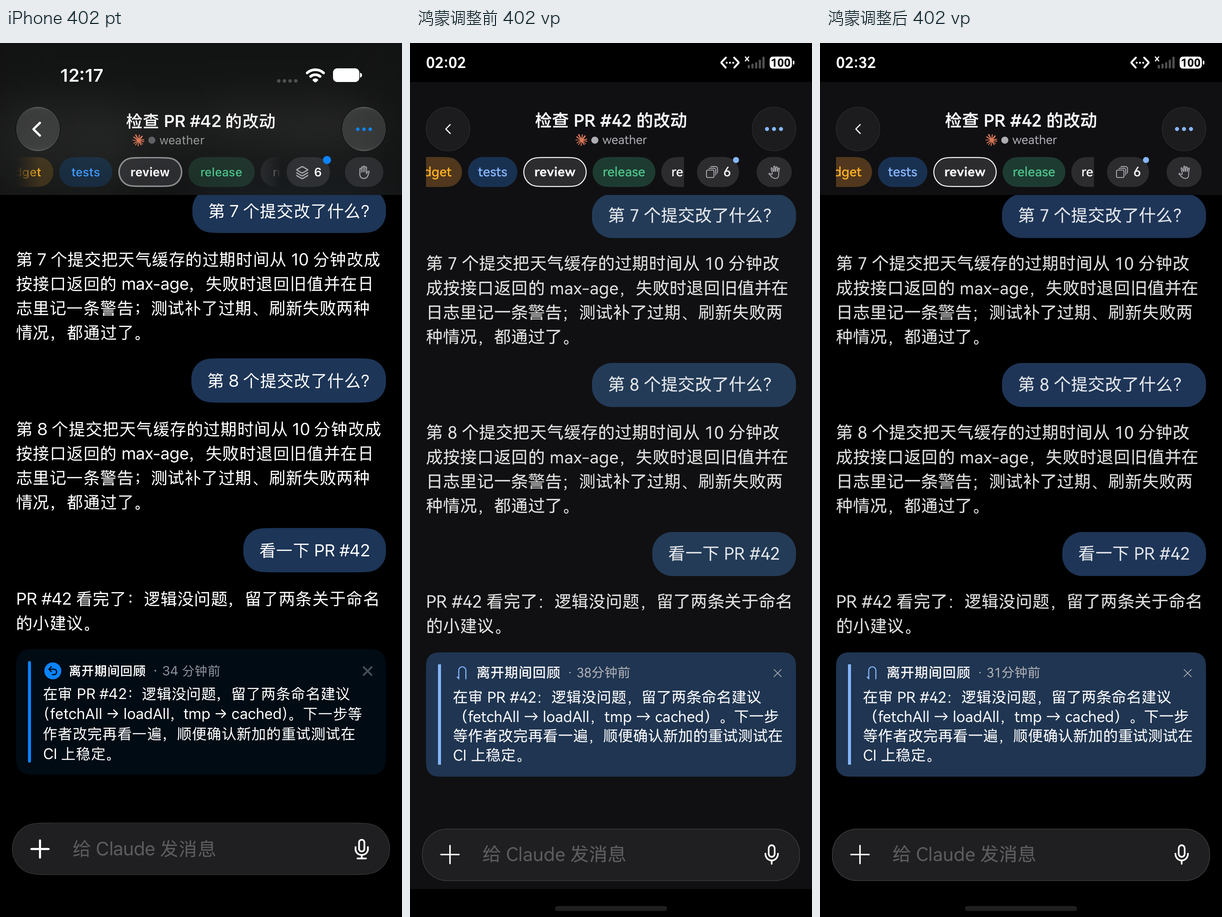 iPhone 402 pt
12:17
检查 PR #42 的改动
weather
get
tests
review
release
6
第 7 个提交改了什么？
第 7 个提交把天气缓存的过期时间从 10 分钟改成
按接口返回的 max-age，失败时退回旧值并在日
志里记一条警告；测试补了过期、刷新失败两种
情况，都通过了。
第 8 个提交改了什么？
第 8 个提交把天气缓存的过期时间从 10 分钟改成
按接口返回的 max-age，失败时退回旧值并在日
志里记一条警告；测试补了过期、刷新失败两种
情况，都通过了。
看一下 PR #42
PR #42 看完了：逻辑没问题，留了两条关于命名
的小建议。
离开期间回顾 · 34 分钟前
在审 PR #42：逻辑没问题，留了两条命名建议
（fetchAll → loadAll，tmp → cached）。下一步等
作者改完再看一遍，顺便确认新加的重试测试在
CI 上稳定。
给 Claude 发消息
鸿蒙调整前 402 vp
02:02
100
检查 PR #42 的改动
weather
dget
tests
review
release
re
6
第 7 个提交改了什么？
第 7 个提交把天气缓存的过期时间从 10 分钟改
成按接口返回的 max-age，失败时退回旧值并在
日志里记一条警告；测试补了过期、刷新失败两
种情况，都通过了。
第 8 个提交改了什么？
第 8 个提交把天气缓存的过期时间从 10 分钟改
成按接口返回的 max-age，失败时退回旧值并在
日志里记一条警告；测试补了过期、刷新失败两
种情况，都通过了。
看一下 PR #42
PR #42 看完了：逻辑没问题，留了两条关于命名
的小建议。
离开期间回顾 · 38分钟前
在审 PR #42：逻辑没问题，留了两条命名建议
（fetchAll → loadAll，tmp → cached）。下一步
等作者改完再看一遍，顺便确认新加的重试测试在
CI 上稳定。
给 Claude 发消息
鸿蒙调整后 402 vp
02:32
100
检查 PR #42 的改动
weather
dget
tests
review
release
re
6
第 7 个提交改了什么？
第 7 个提交把天气缓存的过期时间从 10 分钟改
成按接口返回的 max-age，失败时退回旧值并在
日志里记一条警告；测试补了过期、刷新失败两
种情况，都通过了。
第 8 个提交改了什么？
第 8 个提交把天气缓存的过期时间从 10 分钟改
成按接口返回的 max-age，失败时退回旧值并在
日志里记一条警告；测试补了过期、刷新失败两
种情况，都通过了。
看一下 PR #42
PR #42 看完了：逻辑没问题，留了两条关于命名
的小建议。
离开期间回顾 · 31分钟前
在审 PR #42：逻辑没问题，留了两条命名建议
（fetchAll → loadAll，tmp → cached）。下一步
等作者改完再看一遍，顺便确认新加的重试测试在
CI 上稳定。
给 Claude 发消息